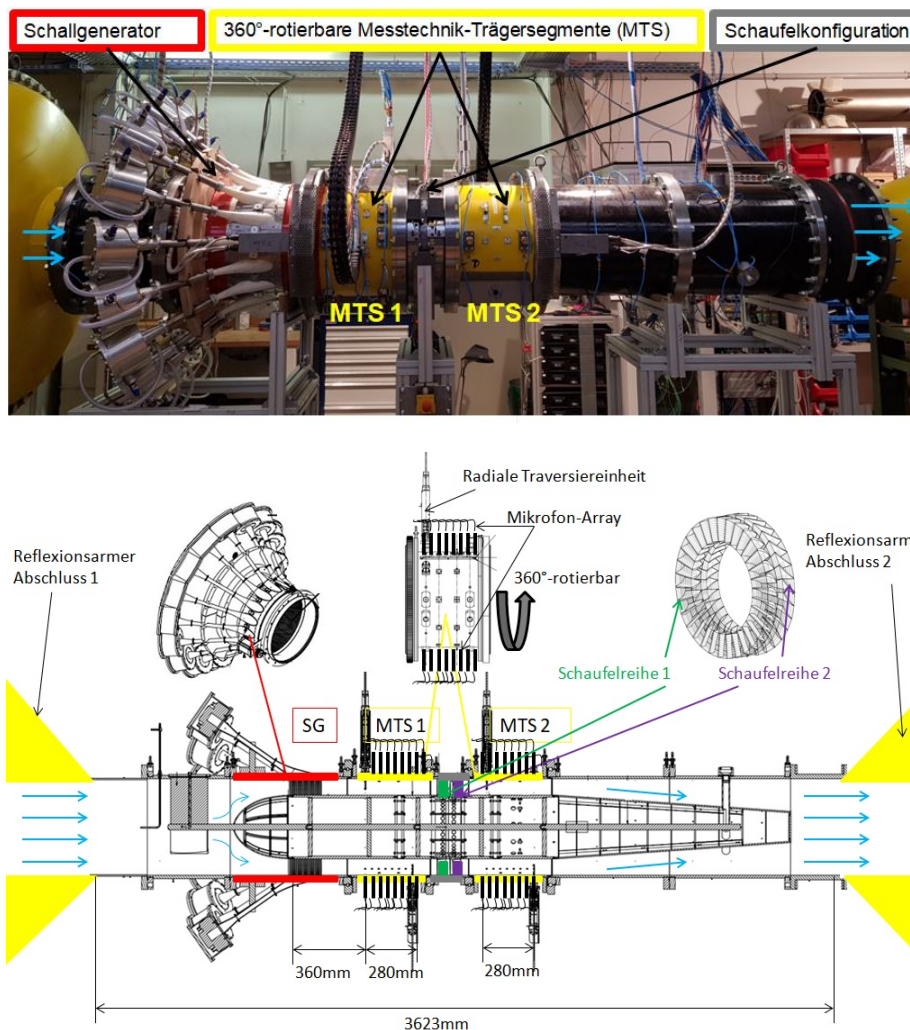 Schallgenerator
360°-rotierbare Messtechnik-Trägersegmente (MTS)
Schaufelkonfiguration
MTS 1
MTS 2
Radiale Traversiereinheit
Mikrofon-Array
Reflexionsarmer
Abschluss 1
360°-rotierbar
Reflexionsarm
Abschluss 2
Schaufelreihe 1
Schaufelreihe 2
SG
MTS 1
MTS 2
360mm
280mm
280mm
3623mm